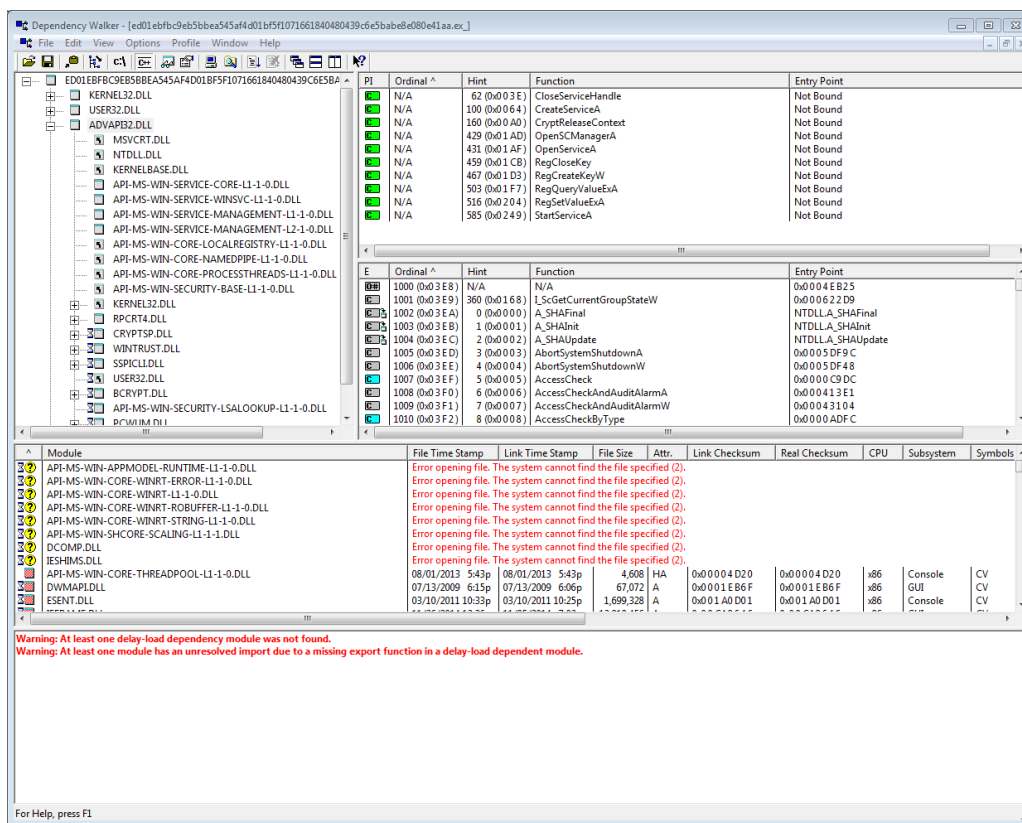 Dependency Walker - [ed01ebfbc9eb5bbea545af4d01bf5f1071661840480439c6e5babe8e080e41aa.ex_]
File Edit View Options Profile Window Help
ED01EBFBC9EB5BBEA545AF4D01BF5F1071661840480439C6E5BA
KERNEL32.DLL
USER32.DLL
ADVAPI32.DLL
MSVCRT.DLL
NTDLL.DLL
KERNELBASE.DLL
API-MS-WIN-SERVICE-CORE-L1-1-0.DLL
API-MS-WIN-SERVICE-WINSVC-L1-1-0.DLL
API-MS-WIN-SERVICE-MANAGEMENT-L1-1-0.DLL
API-MS-WIN-SERVICE-MANAGEMENT-L2-1-0.DLL
API-MS-WIN-CORE-LOCALREGISTRY-L1-1-0.DLL
API-MS-WIN-CORE-NAMEDPIPE-L1-1-0.DLL
API-MS-WIN-CORE-PROCESSTHREADS-L1-1-0.DLL
API-MS-WIN-SECURITY-BASE-L1-1-0.DLL
KERNEL32.DLL
RPCRT4.DLL
CRYPTSP.DLL
WINTRUST.DLL
SSPICLI.DLL
USER32.DLL
BCRYPT.DLL
API-MS-WIN-SECURITY-LSALOOKUP-L1-1-0.DLL
PCWUM.DLL
PI Ordinal ^ Hint Function Entry Point
C N/A 62 (0x003E) CloseServiceHandle Not Bound
C N/A 100 (0x0064) CreateServiceA Not Bound
C N/A 160 (0x00A0) CryptReleaseContext Not Bound
C N/A 429 (0x01AD) OpenSCManagerA Not Bound
C N/A 431 (0x01AF) OpenServiceA Not Bound
C N/A 459 (0x01CB) RegCloseKey Not Bound
C N/A 467 (0x01D3) RegCreateKeyW Not Bound
C N/A 503 (0x01F7) RegQueryValueExA Not Bound
C N/A 516 (0x0204) RegSetValueExA Not Bound
C N/A 585 (0x0249) StartServiceA Not Bound
E Ordinal ^ Hint Function Entry Point
O# 1000 (0x03E8) N/A N/A 0x0004EB25
C 1001 (0x03E9) 360 (0x0168) I_ScGetCurrentGroupStateW 0x000622D9
C 1002 (0x03EA) 0 (0x0000) A_SHAFinal NTDLL.A_SHAFinal
C 1003 (0x03EB) 1 (0x0001) A_SHAInit NTDLL.A_SHAInit
C 1004 (0x03EC) 2 (0x0002) A_SHAUpdate NTDLL.A_SHAUpdate
C 1005 (0x03ED) 3 (0x0003) AbortSystemShutdownA 0x0005DF9C
C 1006 (0x03EE) 4 (0x0004) AbortSystemShutdownW 0x0005DF48
C 1007 (0x03EF) 5 (0x0005) AccessCheck 0x0000C9DC
C 1008 (0x03F0) 6 (0x0006) AccessCheckAndAuditAlarmA 0x000413E1
C 1009 (0x03F1) 7 (0x0007) AccessCheckAndAuditAlarmW 0x00043104
C 1010 (0x03F2) 8 (0x0008) AccessCheckByType 0x0000ADFC
^ Module File Time Stamp Link Time Stamp File Size Attr. Link Checksum Real Checksum CPU Subsystem Symbols
API-MS-WIN-APPMODEL-RUNTIME-L1-1-0.DLL Error opening file. The system cannot find the file specified (2).
API-MS-WIN-CORE-WINRT-ERROR-L1-1-0.DLL Error opening file. The system cannot find the file specified (2).
API-MS-WIN-CORE-WINRT-L1-1-0.DLL Error opening file. The system cannot find the file specified (2).
API-MS-WIN-CORE-WINRT-ROBUFFER-L1-1-0.DLL Error opening file. The system cannot find the file specified (2).
API-MS-WIN-CORE-WINRT-STRING-L1-1-0.DLL Error opening file. The system cannot find the file specified (2).
API-MS-WIN-SHCORE-SCALING-L1-1-1.DLL Error opening file. The system cannot find the file specified (2).
DCOMP.DLL Error opening file. The system cannot find the file specified (2).
IESHIMS.DLL Error opening file. The system cannot find the file specified (2).
API-MS-WIN-CORE-THREADPOOL-L1-1-0.DLL 08/01/2013 5:43p 08/01/2013 5:43p 4,608 HA 0x00004D20 0x00004D20 x86 Console CV
DWMAPI.DLL 07/13/2009 6:15p 07/13/2009 6:06p 67,072 A 0x0001EB6F 0x0001EB6F x86 GUI CV
ESENT.DLL 03/10/2011 10:33p 03/10/2011 10:25p 1,699,328 A 0x001A0D01 0x001A0D01 x86 Console CV
Warning: At least one delay-load dependency module was not found.
Warning: At least one module has an unresolved import due to a missing export function in a delay-load dependent module.
For Help, press F1